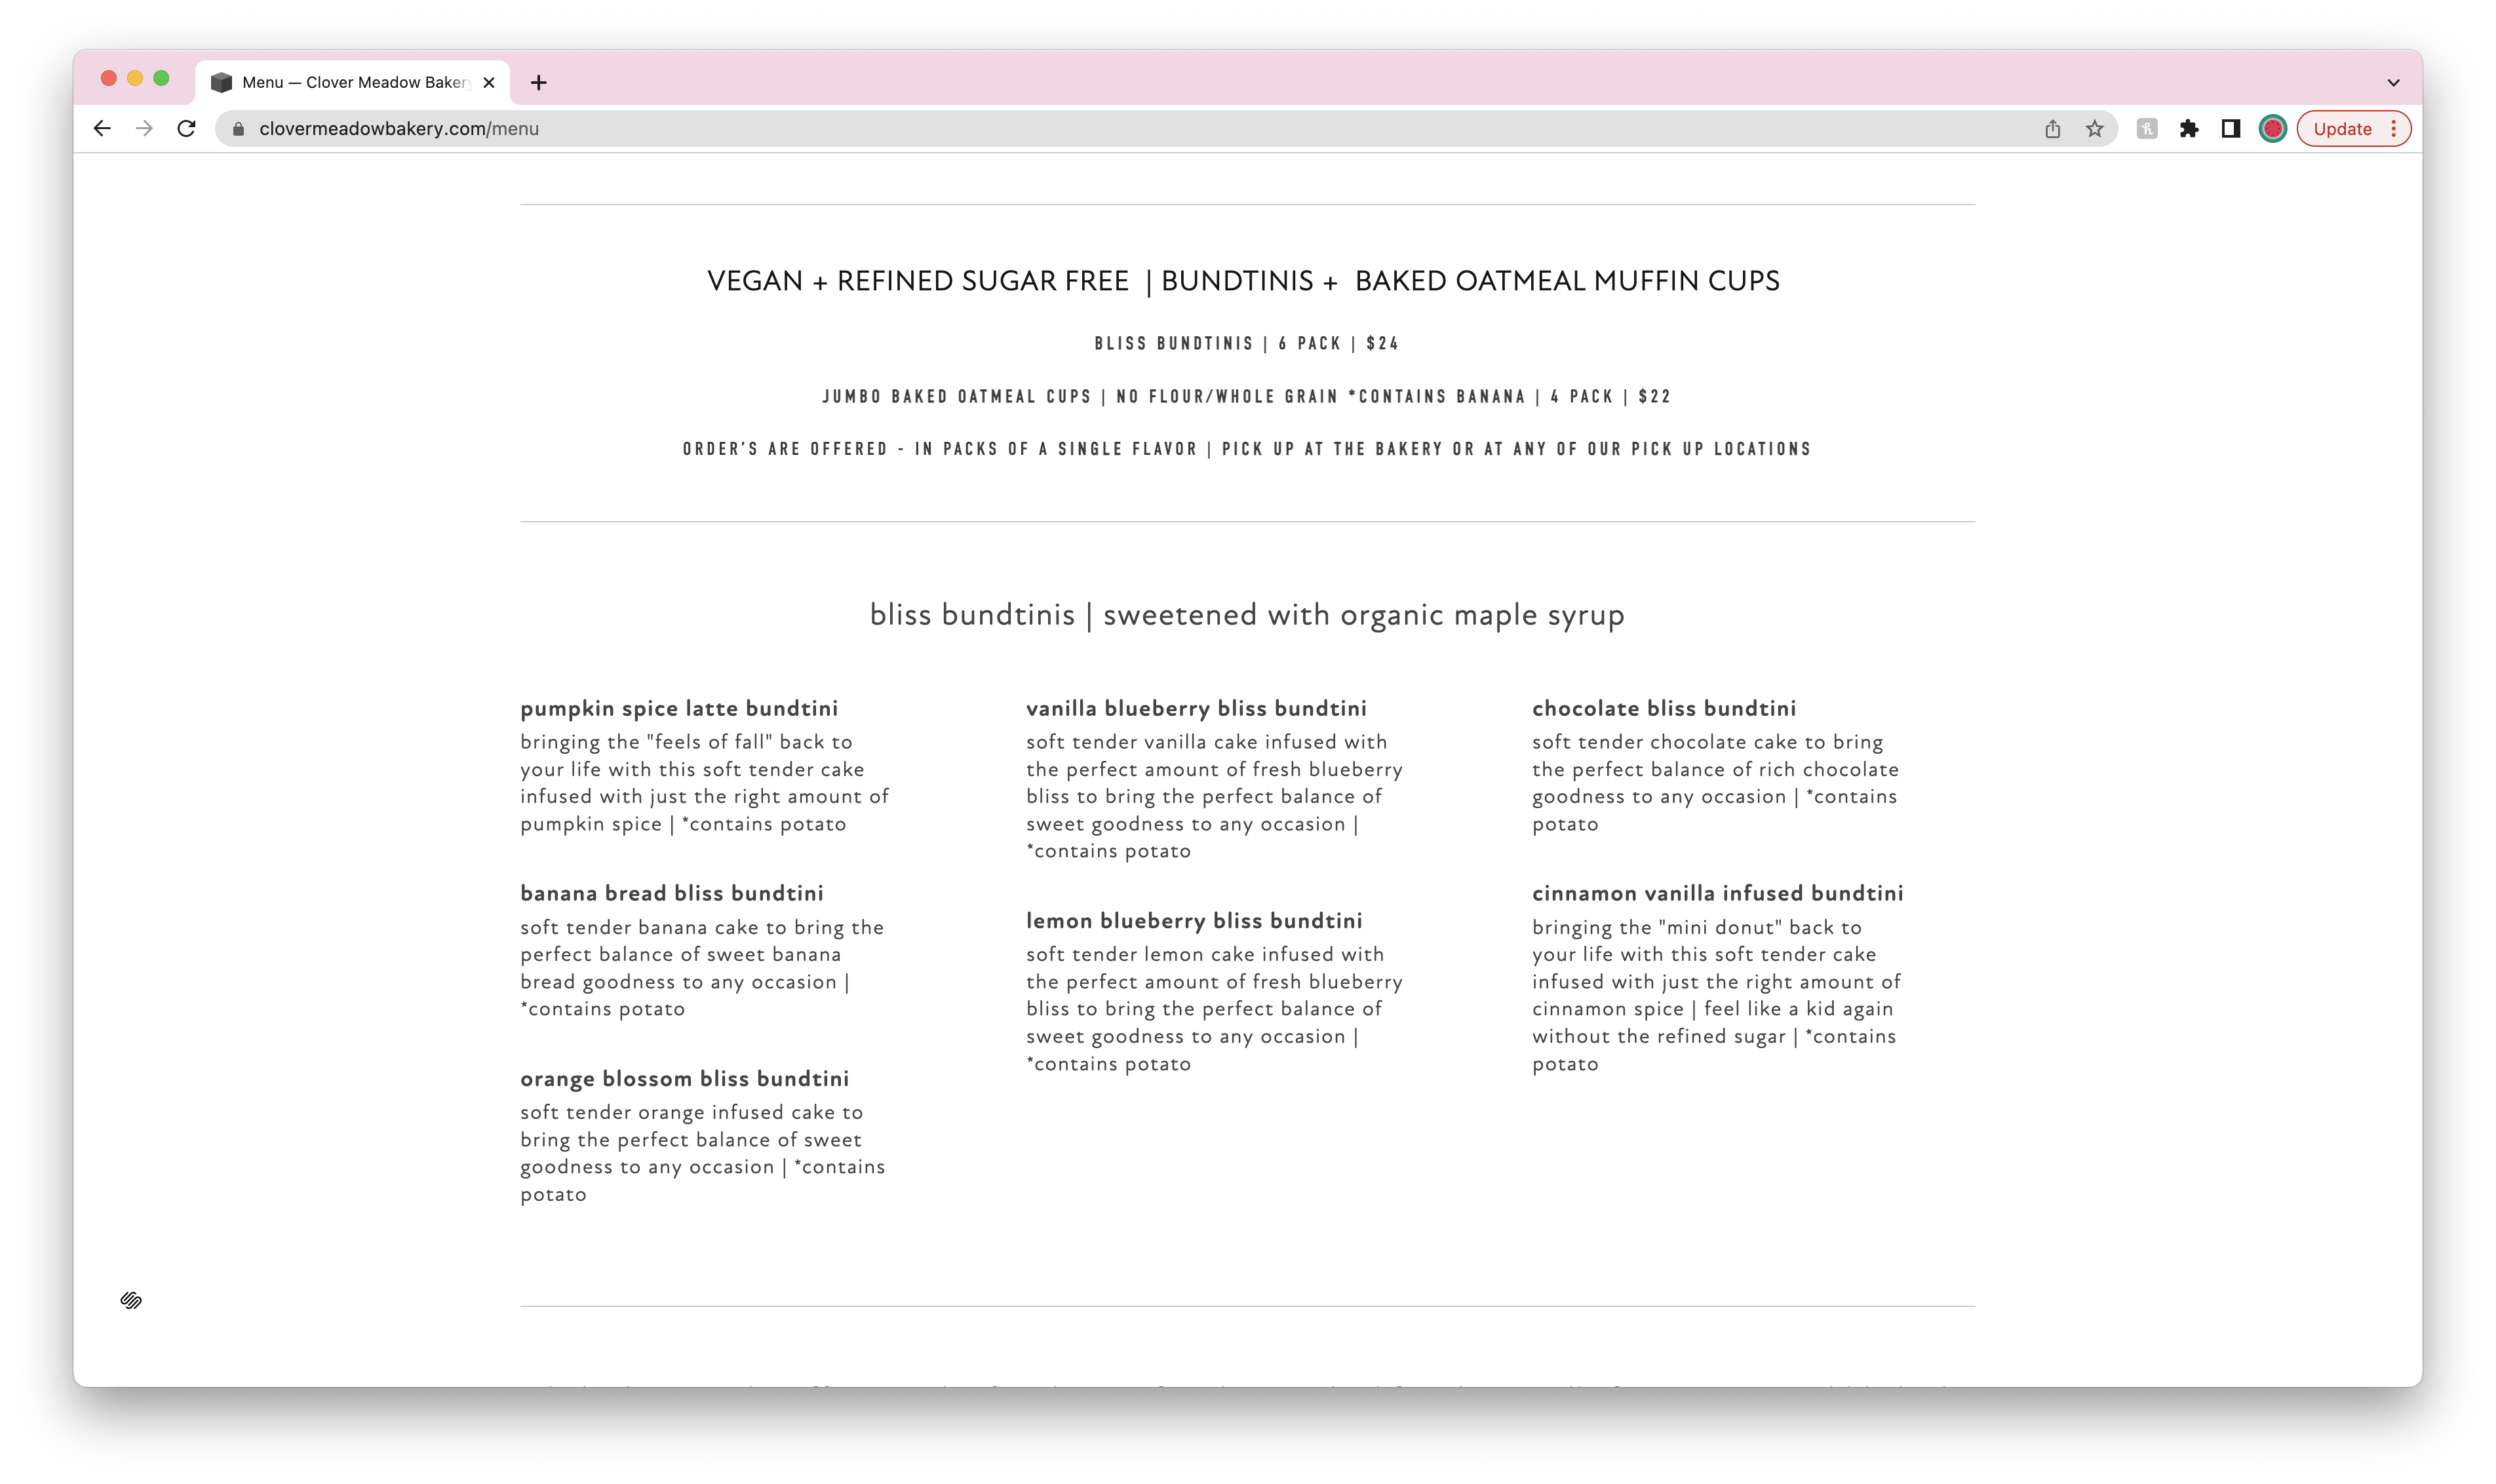 Menu — Clover Meadow Baker
clovermeadowbakery.com/menu
Update
VEGAN + REFINED SUGAR FREE | BUNDTINIS + BAKED OATMEAL MUFFIN CUPS
BLISS BUNDTINIS | 6 PACK | $24
JUMBO BAKED OATMEAL CUPS | NO FLOUR/WHOLE GRAIN *CONTAINS BANANA | 4 PACK | $22
ORDER'S ARE OFFERED - IN PACKS OF A SINGLE FLAVOR | PICK UP AT THE BAKERY OR AT ANY OF OUR PICK UP LOCATIONS
bliss bundtinis | sweetened with organic maple syrup
pumpkin spice latte bundtini
bringing the "feels of fall" back to
your life with this soft tender cake
infused with just the right amount of
pumpkin spice | *contains potato
banana bread bliss bundtini
soft tender banana cake to bring the
perfect balance of sweet banana
bread goodness to any occasion |
*contains potato
orange blossom bliss bundtini
soft tender orange infused cake to
bring the perfect balance of sweet
goodness to any occasion | *contains
potato
vanilla blueberry bliss bundtini
soft tender vanilla cake infused with
the perfect amount of fresh blueberry
bliss to bring the perfect balance of
sweet goodness to any occasion |
*contains potato
lemon blueberry bliss bundtini
soft tender lemon cake infused with
the perfect amount of fresh blueberry
bliss to bring the perfect balance of
sweet goodness to any occasion |
*contains potato
chocolate bliss bundtini
soft tender chocolate cake to bring
the perfect balance of rich chocolate
goodness to any occasion | *contains
potato
cinnamon vanilla infused bundtini
bringing the "mini donut" back to
your life with this soft tender cake
infused with just the right amount of
cinnamon spice | feel like a kid again
without the refined sugar | *contains
potato